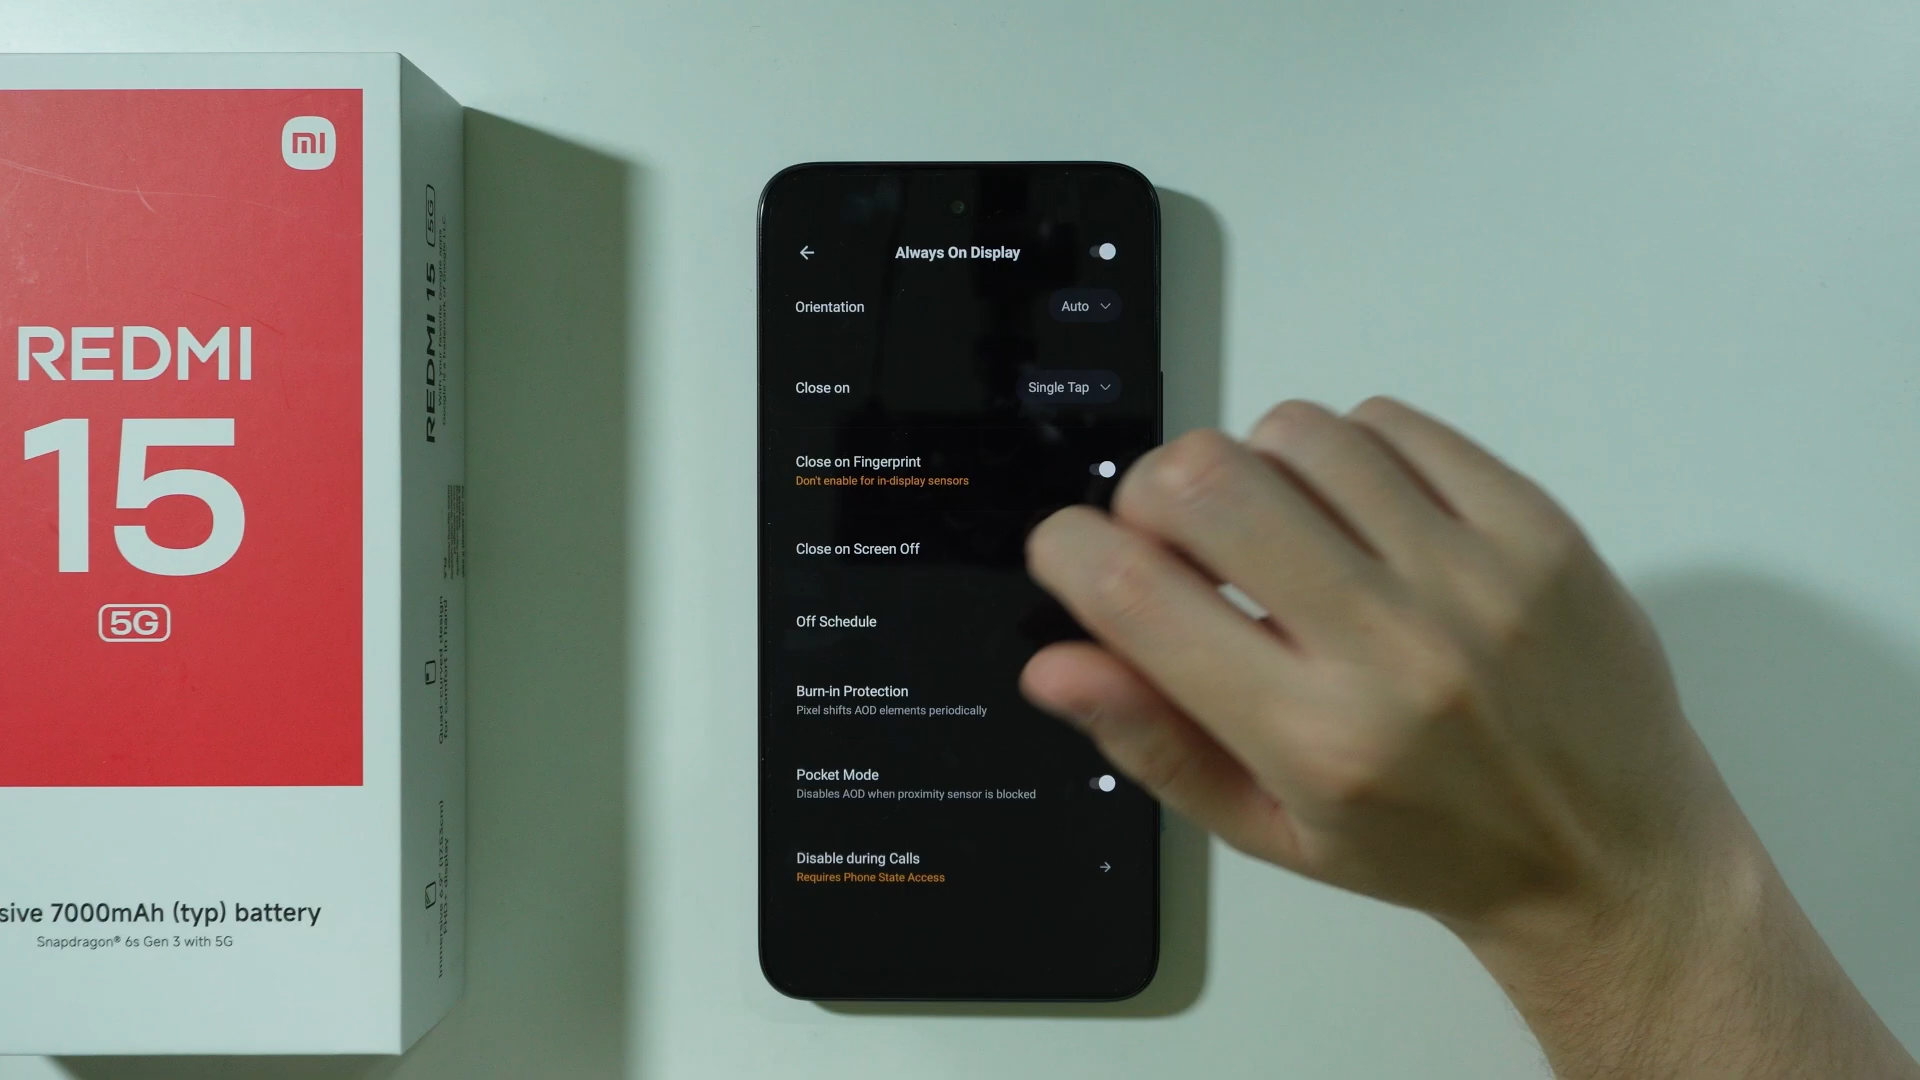 mi
REDMI
15
5G
sive 7000mAh (typ) battery
Snapdragon® 6s Gen 3 with 5G
REDMI 15 5G
Always On Display
Orientation
Auto
Close on
Single Tap
Close on Fingerprint
Don't enable for in-display sensors
Close on Screen Off
Off Schedule
Burn-in Protection
Pixel shifts AOD elements periodically
Pocket Mode
Disables AOD when proximity sensor is blocked
Disable during Calls
Requires Phone State Access